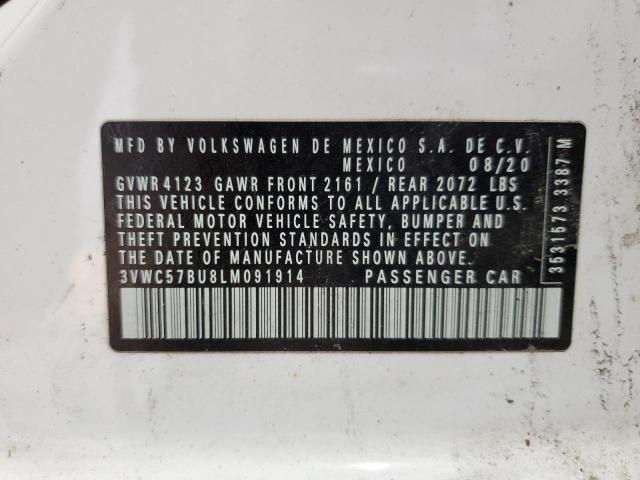 MFD BY VOLKSWAGEN DE MEXICO S.A. DE C.V.
MEXICO 08/20
GVWR 4123 GAWR FRONT 2161 / REAR 2072 LBS
THIS VEHICLE CONFORMS TO ALL APPLICABLE U.S.
FEDERAL MOTOR VEHICLE SAFETY, BUMPER AND
THEFT PREVENTION STANDARDS IN EFFECT ON
THE DATE OF MANUFACTURE SHOWN ABOVE.
3VWC57BU8LM091914 PASSENGER CAR
3531573 3387 M